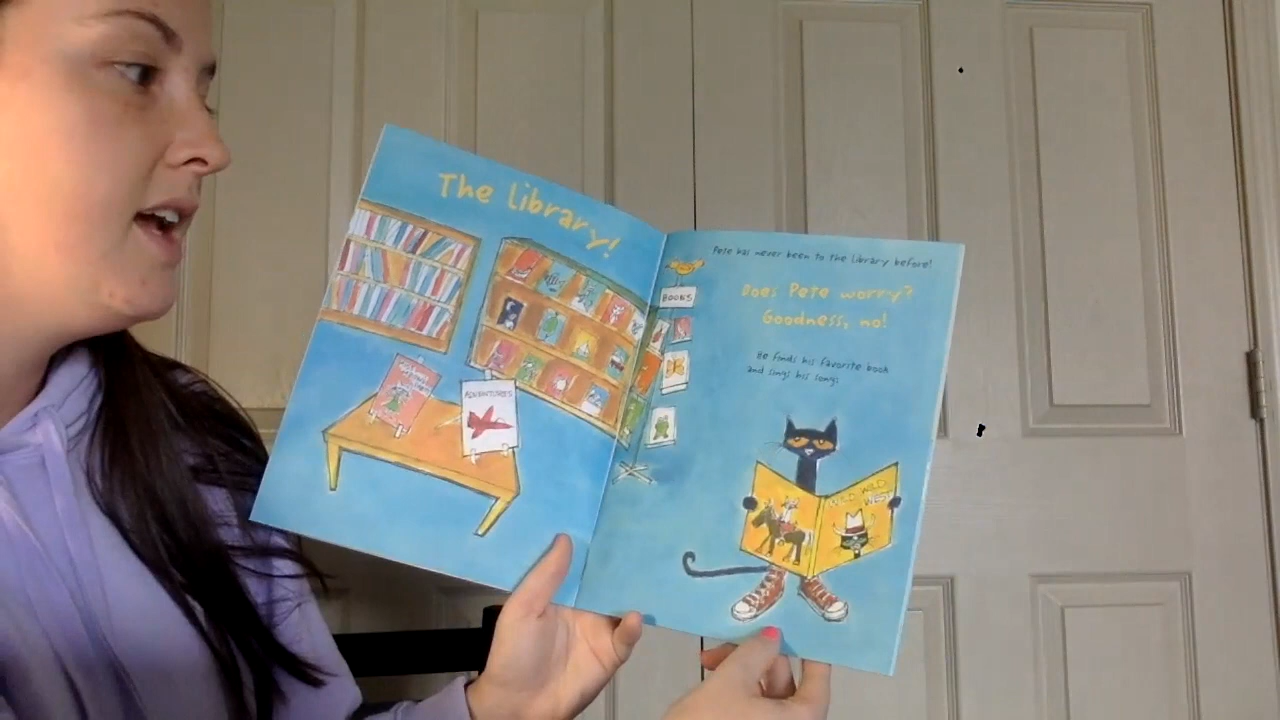 The library!
ADVENTURES
BOOKS
Pete has never been to the library before!
Does Pete worry?
Goodness, no!
He finds his favorite book
and sings his song:
WILD WILD
WEST